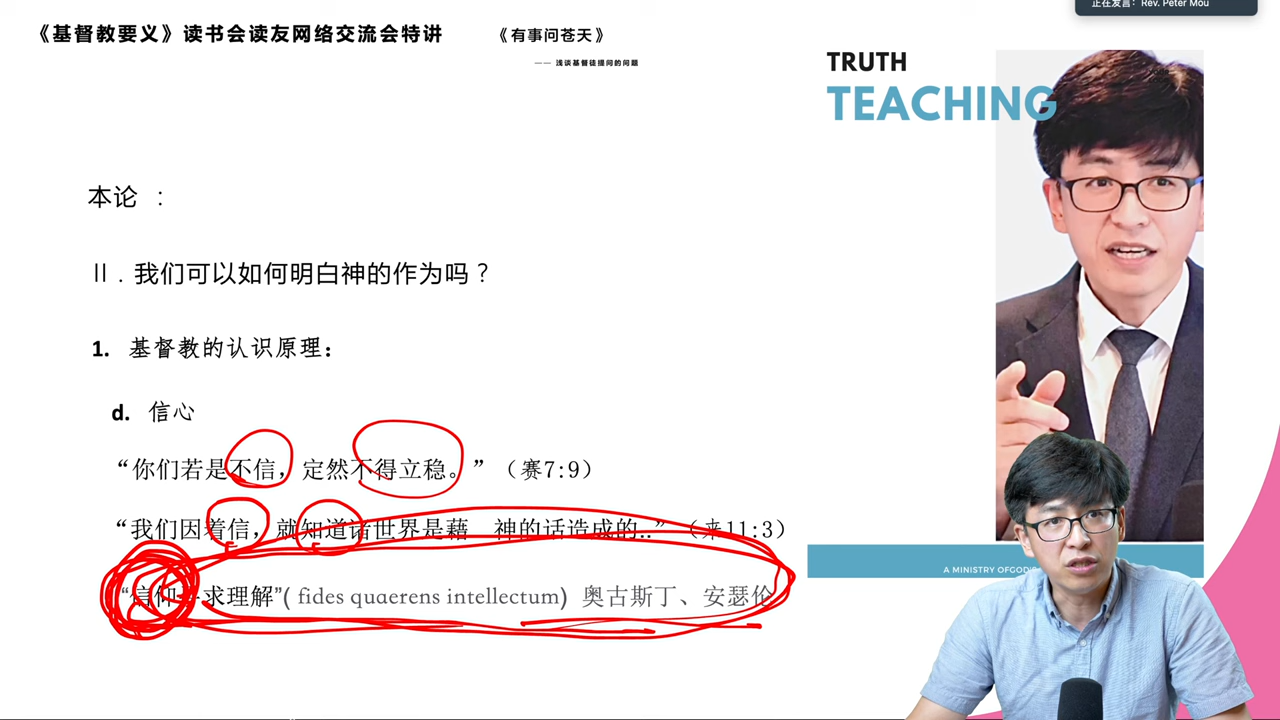 正在发言: Rev. Peter Mou
《基督教要义》读书会读友网络交流会特讲 《有事问苍天》
—— 浅谈基督徒提问的问题
TRUTH
TEACHING
本论 :
II. 我们可以如何明白神的作为吗?
1. 基督教的认识原理:
d. 信心
“你们若是不信, 定然不得立稳。”(赛7:9)
“我们因着信, 就知道诸世界是藉 神的话造成的..”(来11:3)
“信仰寻求理解”( fides quaerens intellectum) 奥古斯丁、安瑟伦
A MINISTRY OFGOD'S